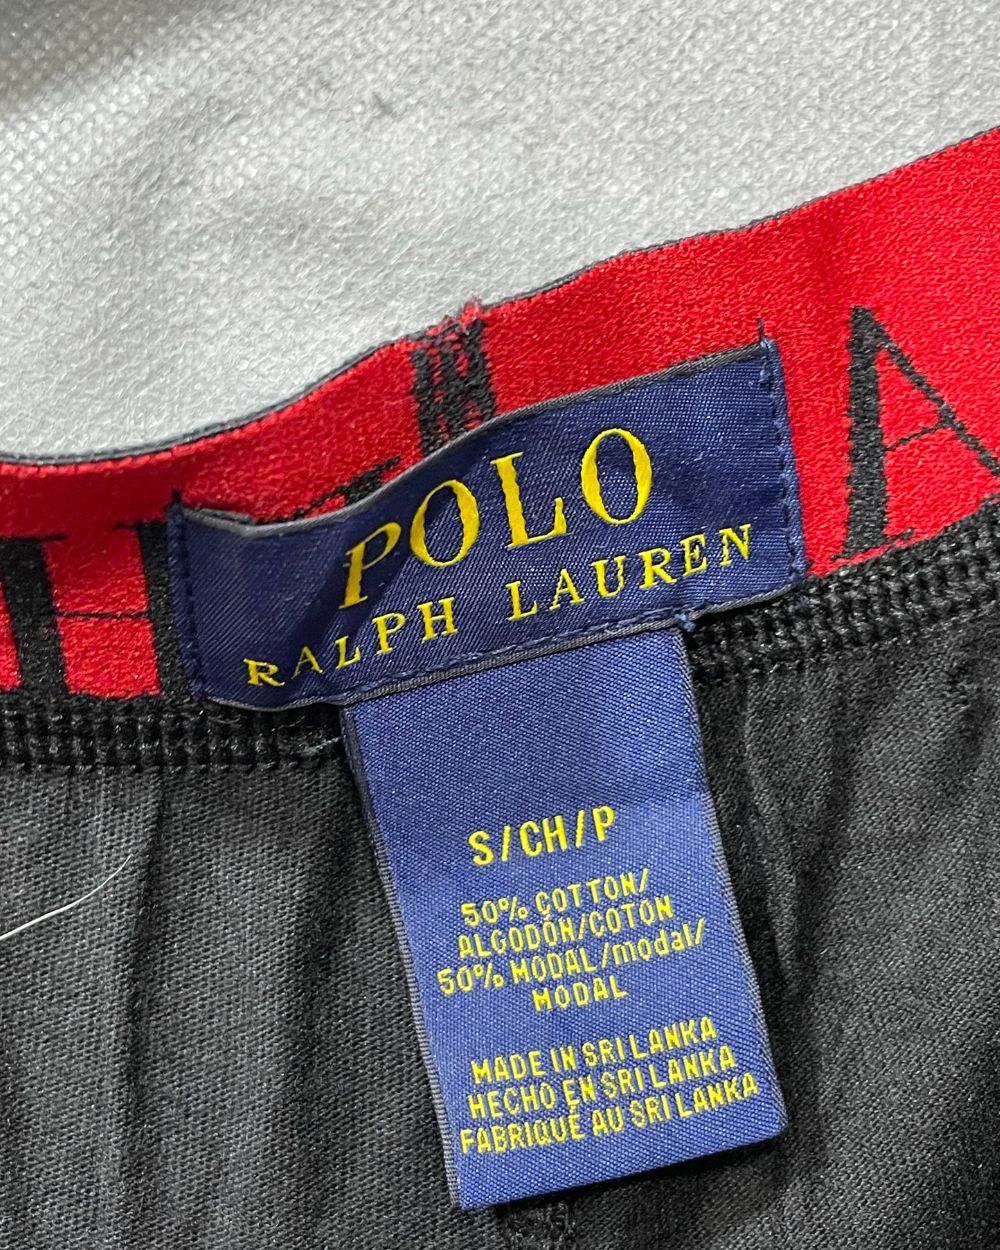 POLO
RALPH LAUREN
S/CH/P
50% COTTON/
ALGODÓN/COTON
50% MODAL/modal/
MODAL
MADE IN SRI LANKA
HECHO EN SRI LANKA
FABRIQUÉ AU SRI LANKA